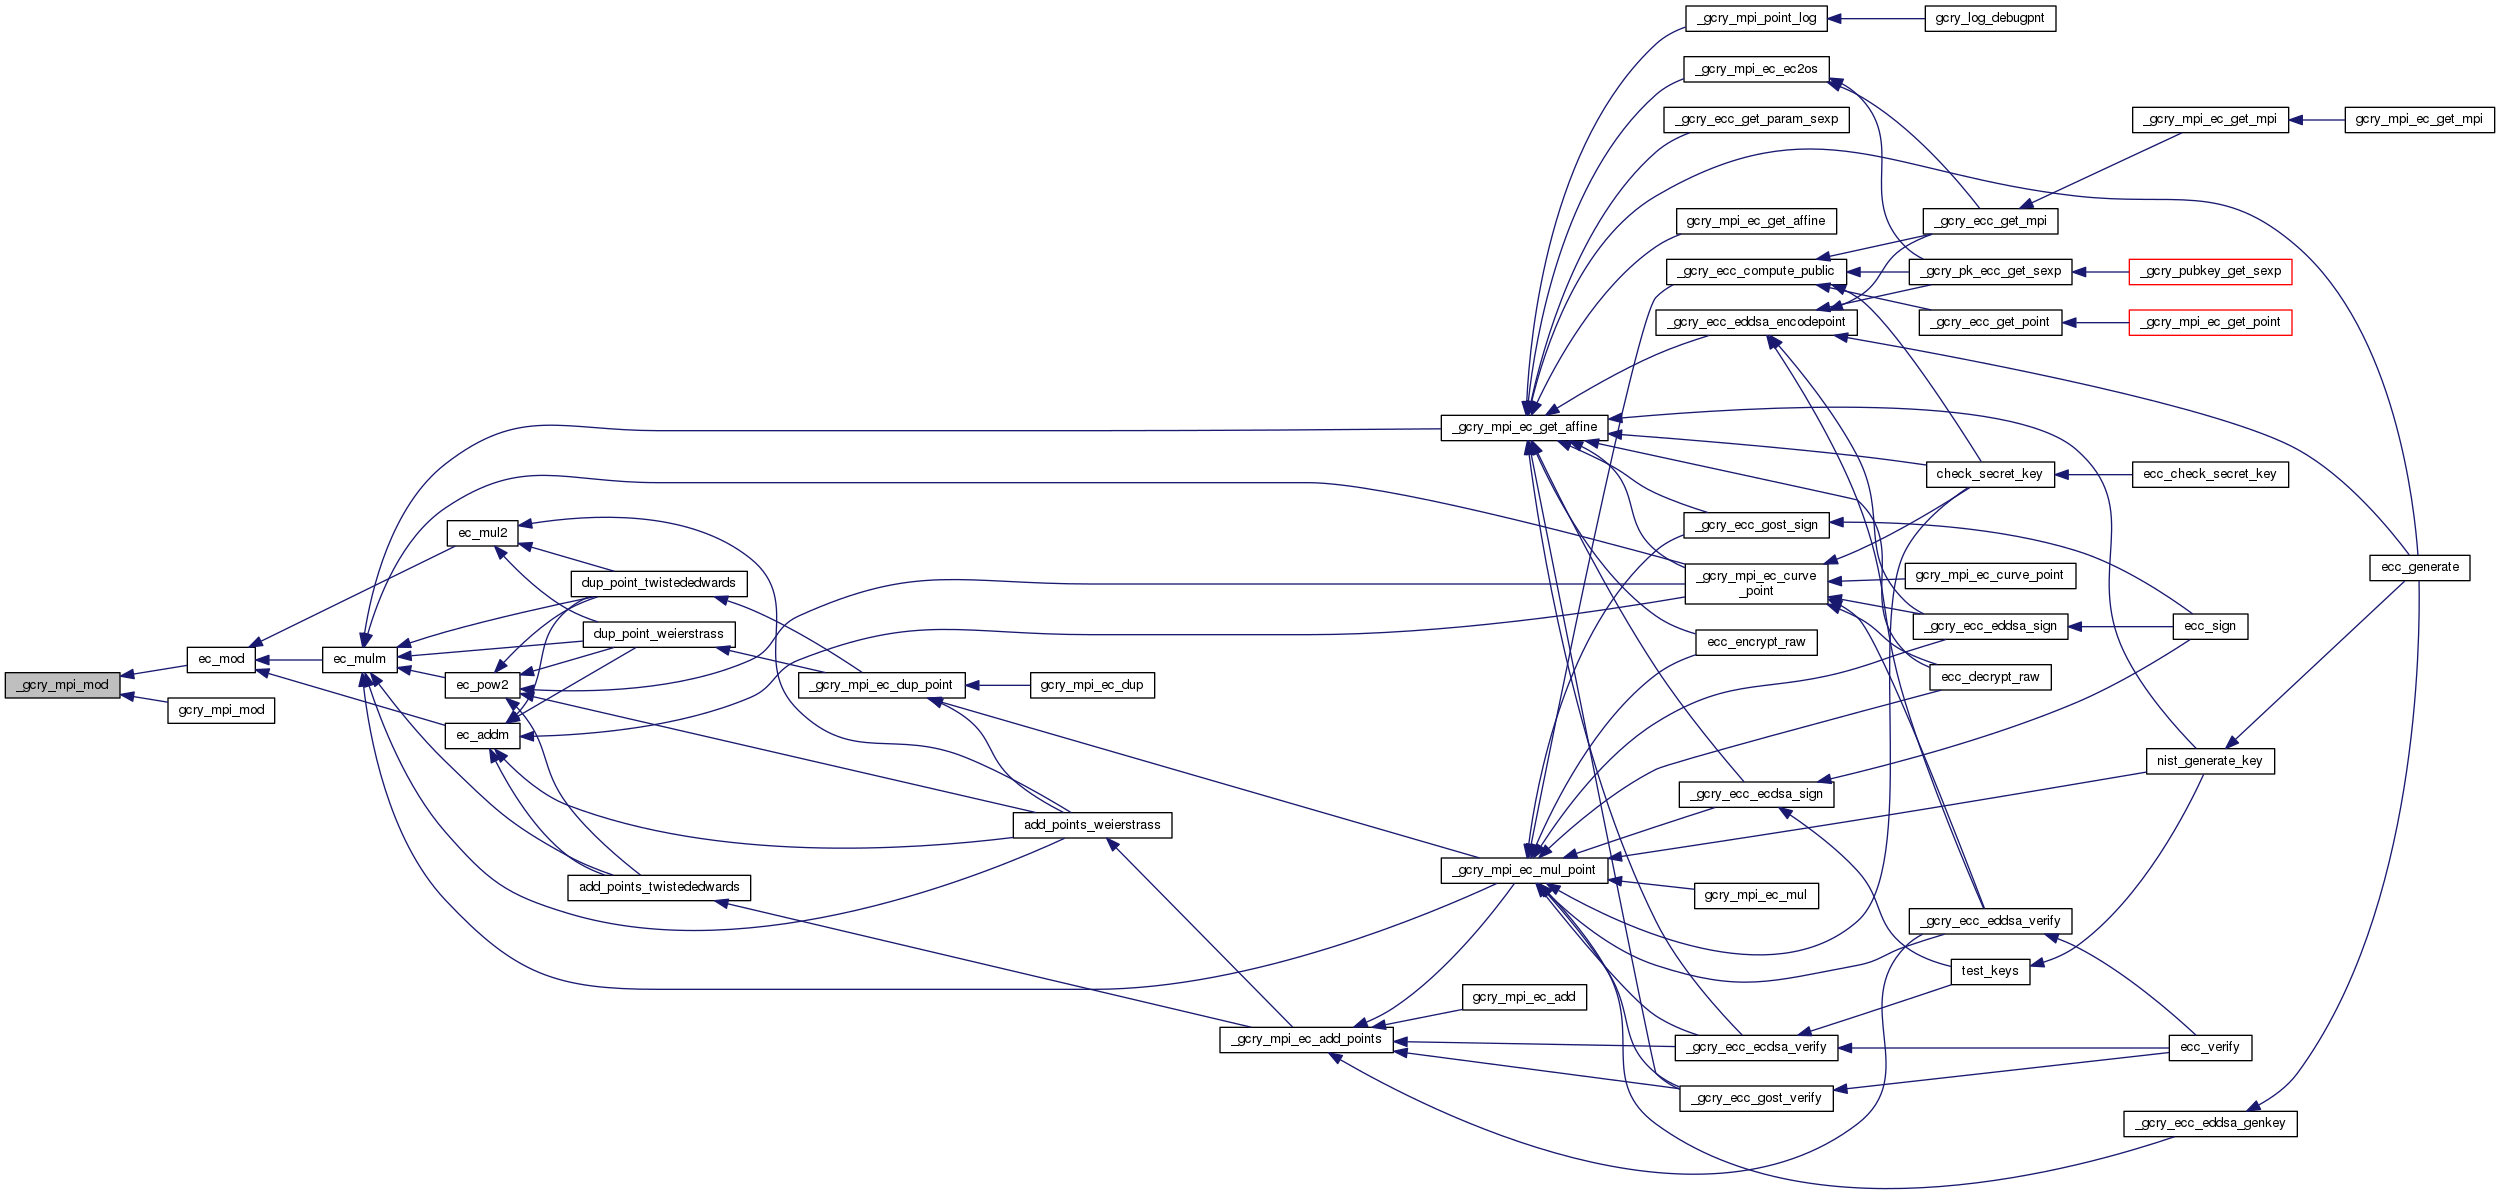 _gcry_mpi_point_log
gcry_log_debugpnt
_gcry_mpi_ec_ec2os
_gcry_ecc_get_param_sexp
_gcry_mpi_ec_get_mpi
gcry_mpi_ec_get_mpi
gcry_mpi_ec_get_affine
_gcry_ecc_get_mpi
_gcry_ecc_compute_public
_gcry_pk_ecc_get_sexp
_gcry_pubkey_get_sexp
_gcry_ecc_eddsa_encodepoint
_gcry_ecc_get_point
_gcry_mpi_ec_get_point
_gcry_mpi_ec_get_affine
check_secret_key
ecc_check_secret_key
_gcry_ecc_gost_sign
ec_mul2
dup_point_twistededwards
_gcry_mpi_ec_curve
_point
gcry_mpi_ec_curve_point
ecc_generate
dup_point_weierstrass
_gcry_ecc_eddsa_sign
ecc_sign
ecc_encrypt_raw
ec_mod
ec_mulm
_gcry_mpi_mod
ec_pow2
_gcry_mpi_ec_dup_point
gcry_mpi_ec_dup
ecc_decrypt_raw
gcry_mpi_mod
ec_addm
nist_generate_key
_gcry_ecc_ecdsa_sign
add_points_weierstrass
_gcry_mpi_ec_mul_point
add_points_twistededwards
gcry_mpi_ec_mul
_gcry_ecc_eddsa_verify
test_keys
gcry_mpi_ec_add
_gcry_mpi_ec_add_points
_gcry_ecc_ecdsa_verify
ecc_verify
_gcry_ecc_gost_verify
_gcry_ecc_eddsa_genkey